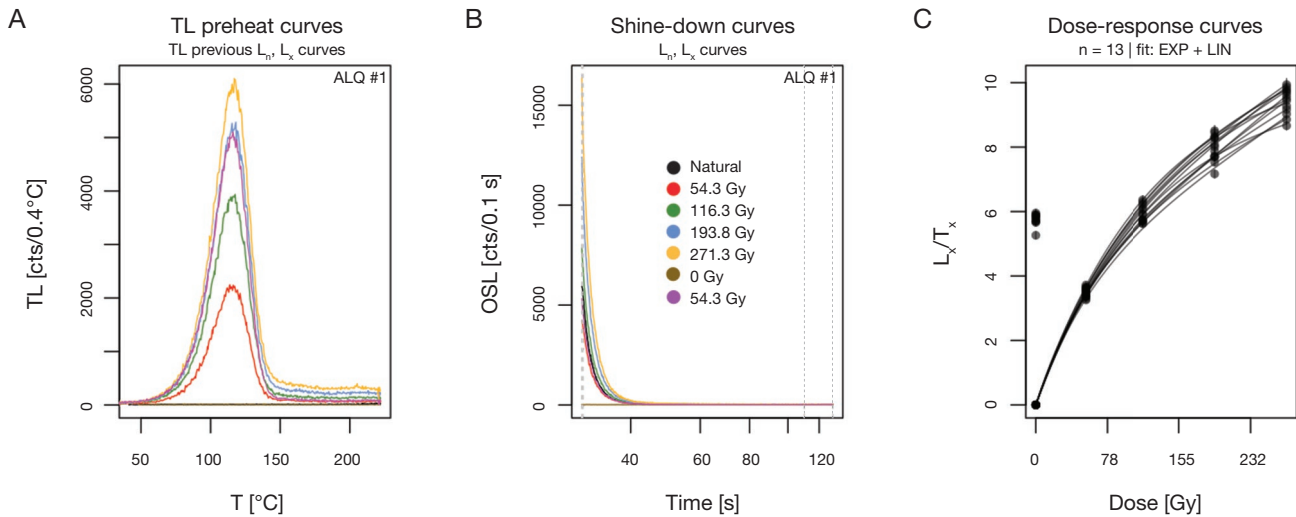 A
TL preheat curves
TL previous Lₙ, Lₓ curves
ALQ #1
6000
4000
2000
0
TL [cts/0.4°C]
50
100
150
200
T [°C]
B
Shine-down curves
Lₙ, Lₓ curves
ALQ #1
15000
10000
5000
0
OSL [cts/0.1 s]
Natural
54.3 Gy
116.3 Gy
193.8 Gy
271.3 Gy
0 Gy
54.3 Gy
40
60
80
100
120
Time [s]
C
Dose-response curves
n = 13 | fit: EXP + LIN
10
8
6
4
2
0
Lₓ/Tₓ
0
78
155
232
Dose [Gy]